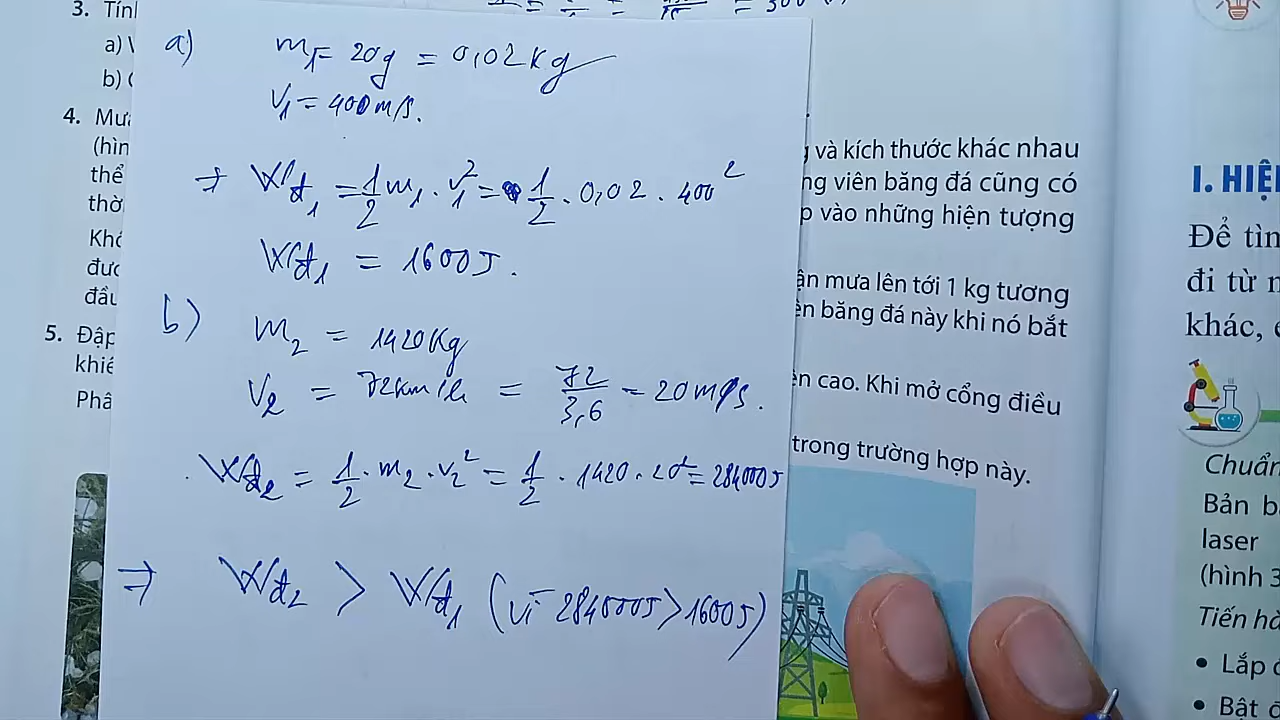 3. Tín
a) V
b)
4. Mư
(hìn
thể
thờ
Khố
đượ
đầu
5. Đập
khiế
Phâ
a) m₁ = 20g = 0,02kg
v₁ = 400m/s.
→ Wđ₁ = 1/2 m₁ . v₁² = 1/2 . 0,02 . 400²
Wđ₁ = 1600J.
b) m₂ = 1420kg
v₂ = 72km/h = 72/3,6 = 20m/s.
Wđ₂ = 1/2 . m₂ . v₂² = 1/2 . 1420 . 20² = 284000J
⇒ Wđ₂ > Wđ₁ (vì 284000J > 1600J)
và kích thước khác nhau
ng viên băng đá cũng có
p vào những hiện tượng
ận mưa lên tới 1 kg tương
ên băng đá này khi nó bắt
ên cao. Khi mở cổng điều
trong trường hợp này.
I. HIỆ
Để tìn
đi từ
khác,
Chuẩn
Bản b
laser
(hình 3
Tiến hà
• Lắp
• Bật